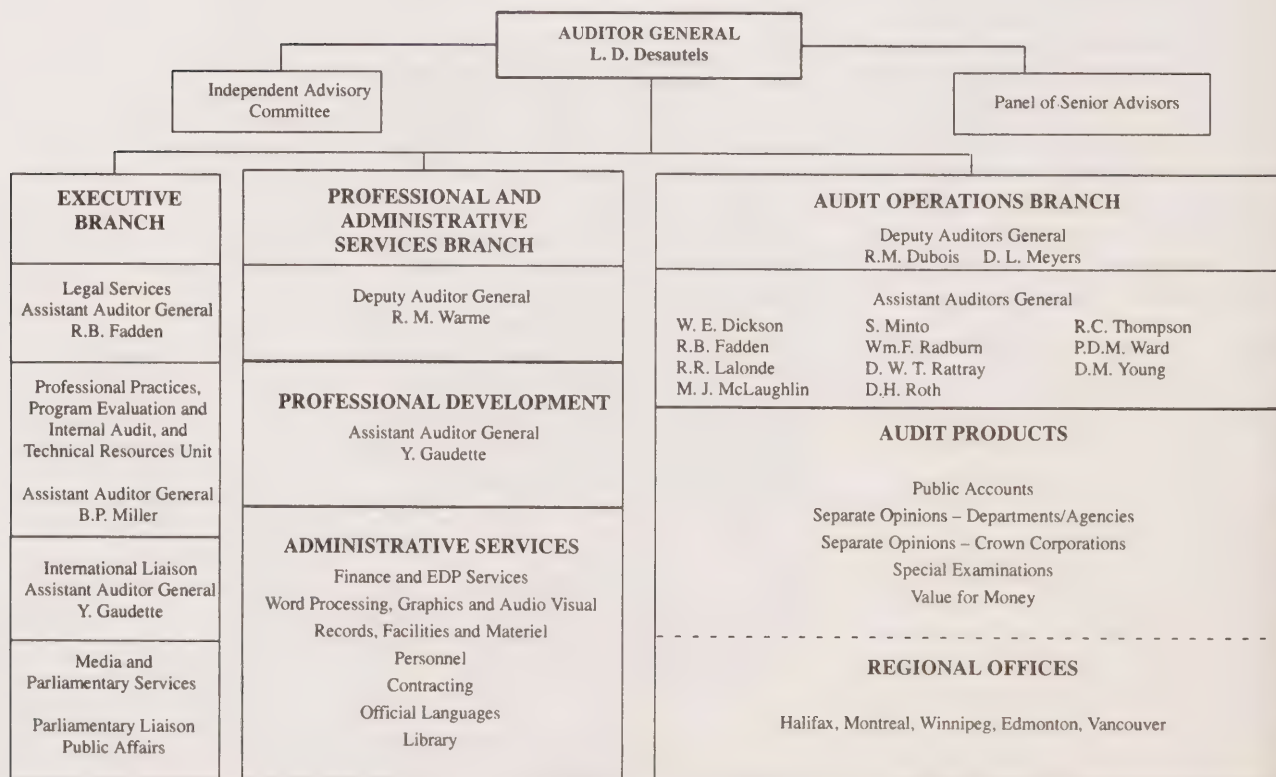 AUDITOR GENERAL
L. D. Desautels
Independent Advisory
Committee
Panel of Senior Advisors
EXECUTIVE
BRANCH
Legal Services
Assistant Auditor General
R.B. Fadden
Professional Practices,
Program Evaluation and
Internal Audit, and
Technical Resources Unit
Assistant Auditor General
B.P. Miller
International Liaison
Assistant Auditor General
Y. Gaudette
Media and
Parliamentary Services
Parliamentary Liaison
Public Affairs
PROFESSIONAL AND
ADMINISTRATIVE
SERVICES BRANCH
Deputy Auditor General
R. M. Warme
PROFESSIONAL DEVELOPMENT
Assistant Auditor General
Y. Gaudette
ADMINISTRATIVE SERVICES
Finance and EDP Services
Word Processing, Graphics and Audio Visual
Records, Facilities and Materiel
Personnel
Contracting
Official Languages
Library
AUDIT OPERATIONS BRANCH
Deputy Auditors General
R.M. Dubois D. L. Meyers
Assistant Auditors General
W. E. Dickson
R.B. Fadden
R.R. Lalonde
M. J. McLaughlin
S. Minto
Wm.F. Radburn
D. W. T. Rattray
D.H. Roth
R.C. Thompson
P.D.M. Ward
D.M. Young
AUDIT PRODUCTS
Public Accounts
Separate Opinions – Departments/Agencies
Separate Opinions – Crown Corporations
Special Examinations
Value for Money
REGIONAL OFFICES
Halifax, Montreal, Winnipeg, Edmonton, Vancouver